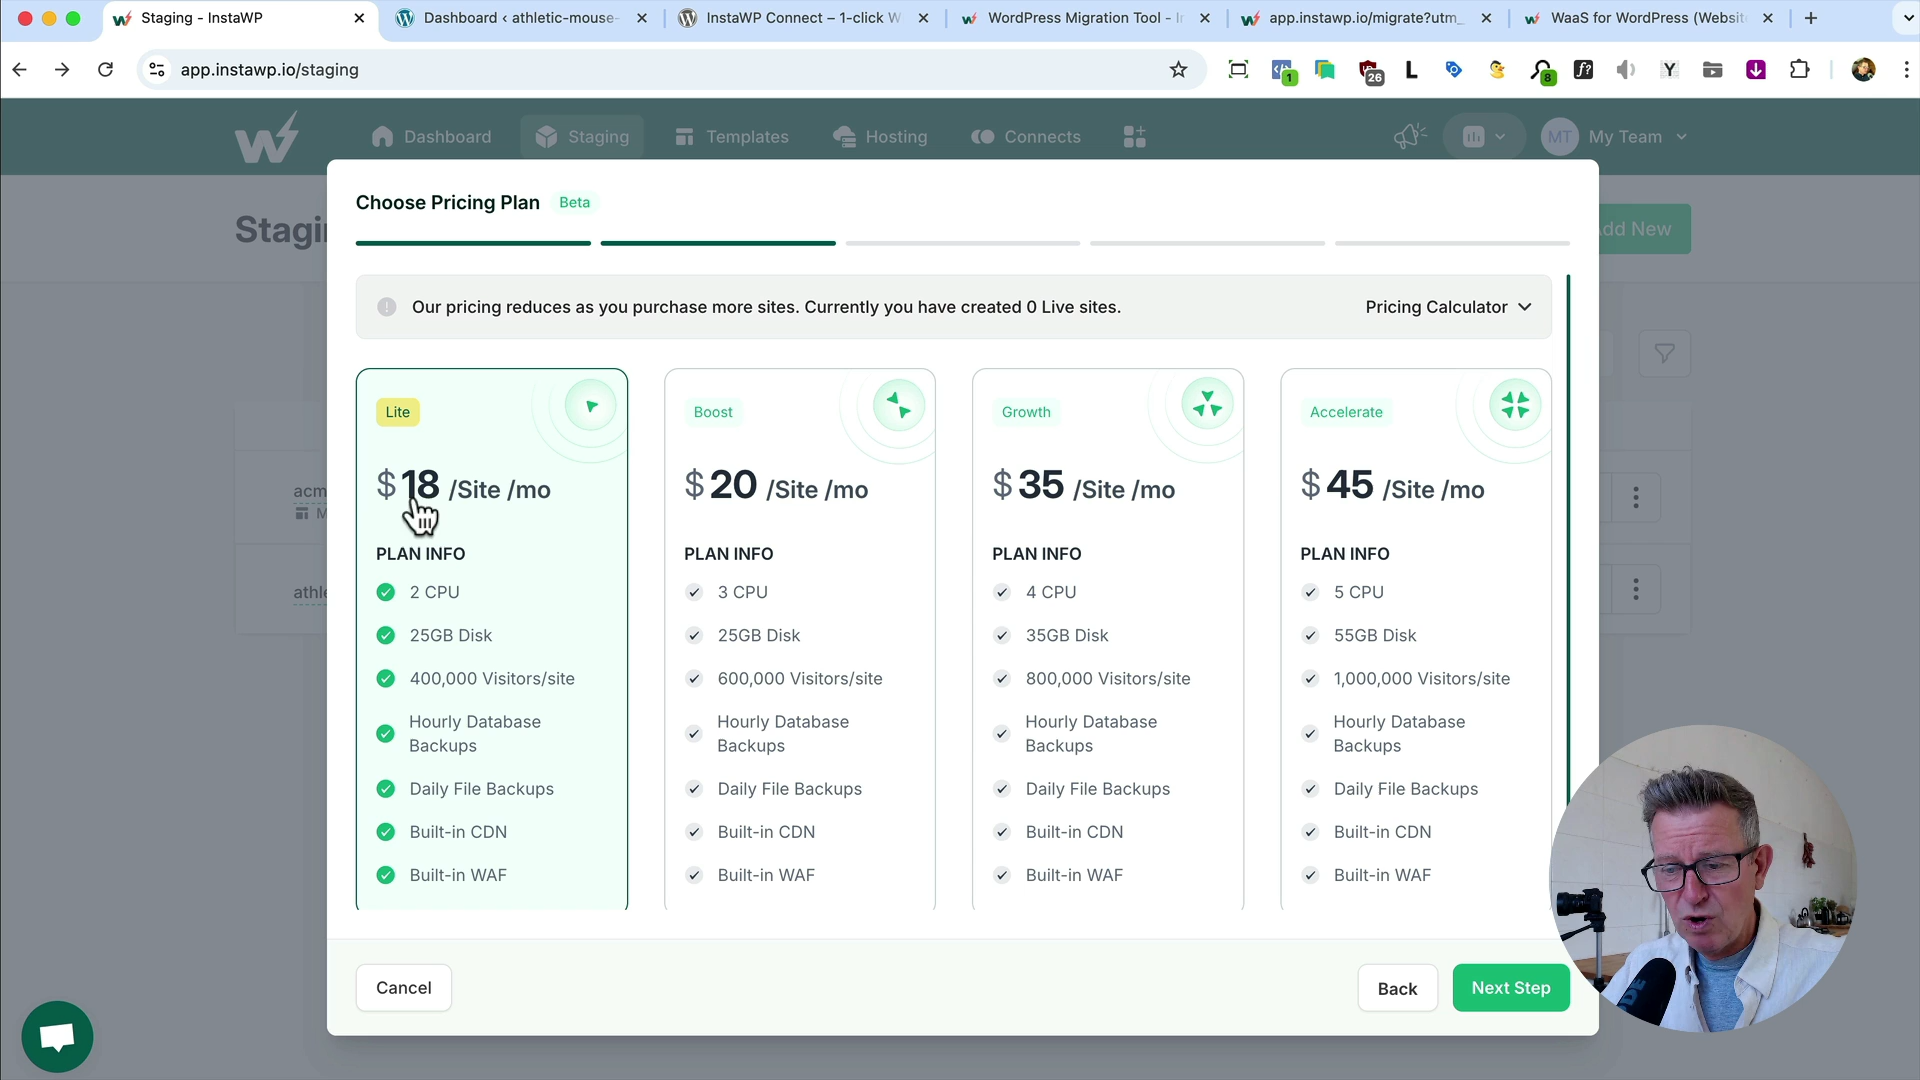 Staging - InstaWP
Dashboard ‹ athletic-mouse-
InstaWP Connect – 1-click W
WordPress Migration Tool - I
app.instawp.io/migrate?utm_
WaaS for WordPress (Websit
app.instawp.io/staging
1
26
L
8
f?
Y
W
Dashboard
Staging
Templates
Hosting
Connects
MT
My Team
Stagi
dd New
Choose Pricing Plan
Beta
Our pricing reduces as you purchase more sites. Currently you have created 0 Live sites.
Pricing Calculator
acm
M
athle
Lite
$18 /Site /mo
PLAN INFO
2 CPU
25GB Disk
400,000 Visitors/site
Hourly Database
Backups
Daily File Backups
Built-in CDN
Built-in WAF
Boost
$20 /Site /mo
PLAN INFO
3 CPU
25GB Disk
600,000 Visitors/site
Hourly Database
Backups
Daily File Backups
Built-in CDN
Built-in WAF
Growth
$35 /Site /mo
PLAN INFO
4 CPU
35GB Disk
800,000 Visitors/site
Hourly Database
Backups
Daily File Backups
Built-in CDN
Built-in WAF
Accelerate
$45 /Site /mo
PLAN INFO
5 CPU
55GB Disk
1,000,000 Visitors/site
Hourly Database
Backups
Daily File Backups
Built-in CDN
Built-in WAF
Cancel
Back
Next Step